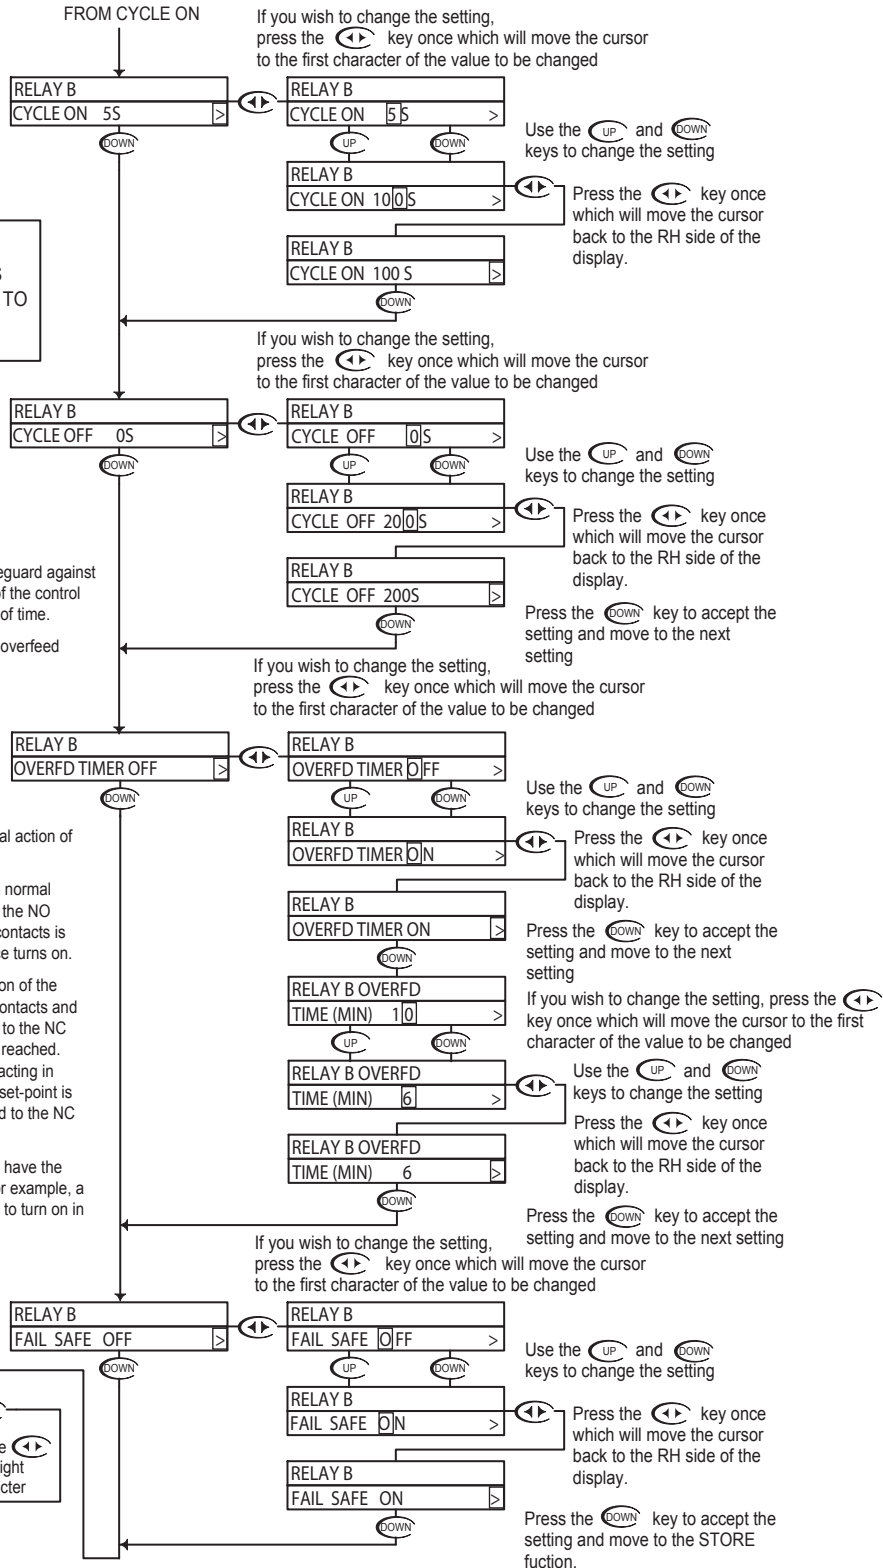 FROM CYCLE ON
If you wish to change the setting,
press the key once which will move the cursor
to the first character of the value to be changed
RELAY B
CYCLE ON 5S >
DOWN
RELAY B
CYCLE ON 5S >
UP DOWN
Use the UP and DOWN
keys to change the setting
RELAY B
CYCLE ON 100S >
Press the key once
which will move the cursor
back to the RH side of the
display.
RELAY B
CYCLE ON 100 S >
DOWN
S
TO
If you wish to change the setting,
press the key once which will move the cursor
to the first character of the value to be changed
RELAY B
CYCLE OFF 0S >
DOWN
RELAY B
CYCLE OFF 0S >
UP DOWN
Use the UP and DOWN
keys to change the setting
RELAY B
CYCLE OFF 200S >
Press the key once
which will move the cursor
back to the RH side of the
display.
RELAY B
CYCLE OFF 200S >
DOWN
Press the DOWN key to accept the
setting and move to the next
setting
eguard against
of the control
of time.
overfeed
If you wish to change the setting,
press the key once which will move the cursor
to the first character of the value to be changed
RELAY B
OVERFD TIMER OFF >
DOWN
RELAY B
OVERFD TIMER OFF >
UP DOWN
Use the UP and DOWN
keys to change the setting
RELAY B
OVERFD TIMER ON >
Press the key once
which will move the cursor
back to the RH side of the
display.
RELAY B
OVERFD TIMER ON >
DOWN
Press the DOWN key to accept the
setting and move to the next
setting
RELAY B OVERFD
TIME (MIN) 10 >
UP DOWN
If you wish to change the setting, press the
key once which will move the cursor to the first
character of the value to be changed
RELAY B OVERFD
TIME (MIN) 6 >
Use the UP and DOWN
keys to change the setting
Press the key once
which will move the cursor
back to the RH side of the
display.
RELAY B OVERFD
TIME (MIN) 6 >
DOWN
Press the DOWN key to accept the
setting and move to the next setting
al action of
normal
the NO
contacts is
e turns on.
on of the
ontacts and
to the NC
reached.
acting in
set-point is
d to the NC
have the
or example, a
to turn on in
If you wish to change the setting,
press the key once which will move the cursor
to the first character of the value to be changed
RELAY B
FAIL SAFE OFF >
DOWN
RELAY B
FAIL SAFE OFF >
UP DOWN
Use the UP and DOWN
keys to change the setting
RELAY B
FAIL SAFE ON >
Press the key once
which will move the cursor
back to the RH side of the
display.
RELAY B
FAIL SAFE ON >
DOWN
Press the DOWN key to accept the
setting and move to the STORE
fuction.
e
ight
cter